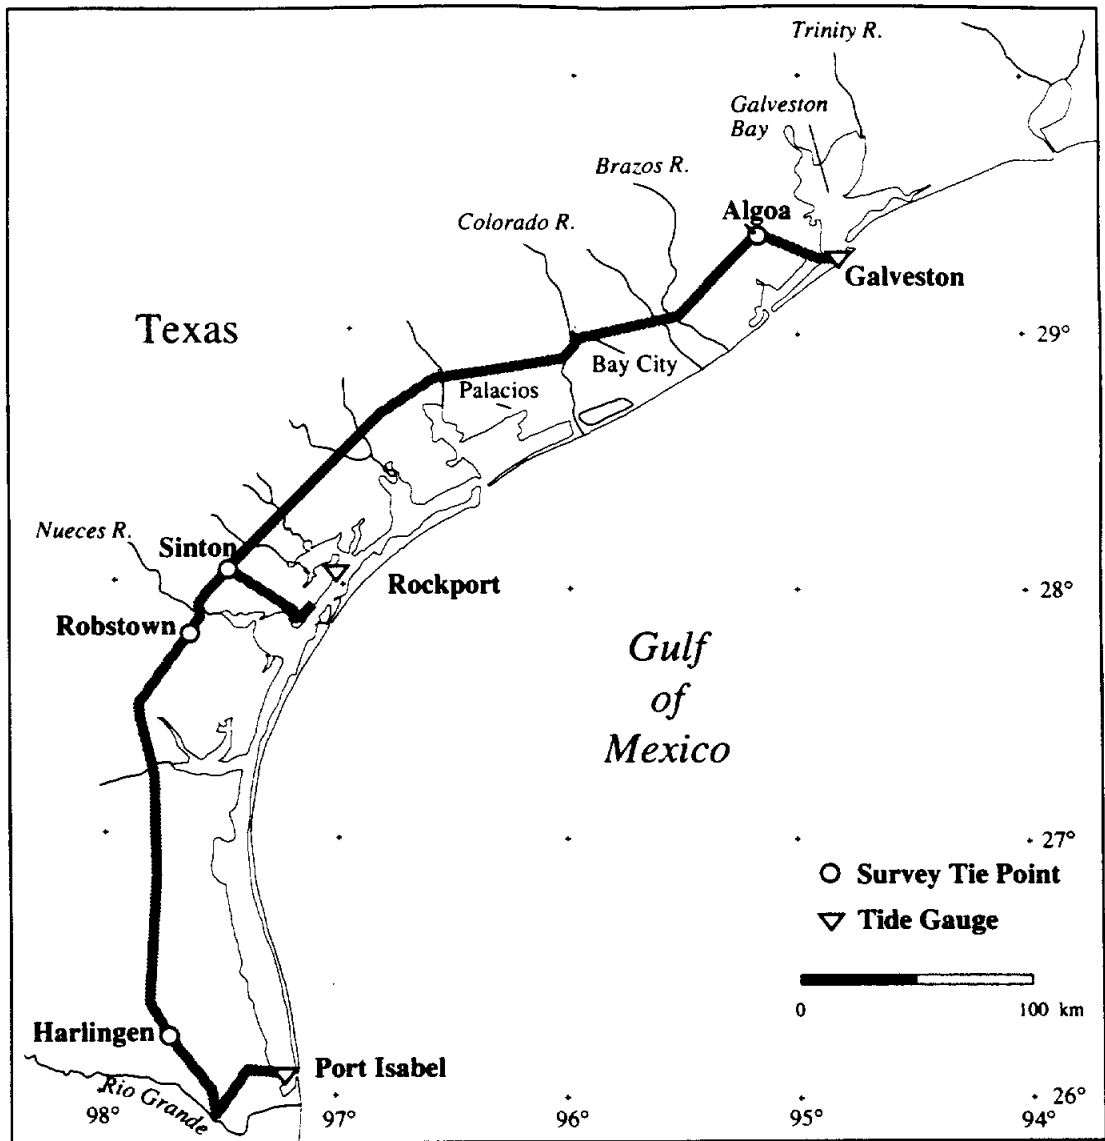 Trinity R.
Galveston
Bay
Brazos R.
Algoa
Colorado R.
Galveston
Texas
29°
Bay City
Palacios
Nueces R.
Sinton
Rockport
28°
Robstown
Gulf
of
Mexico
27°
Survey Tie Point
Tide Gauge
0
100 km
Harlingen
Port Isabel
Rio Grande
26°
98°
97°
96°
95°
94°